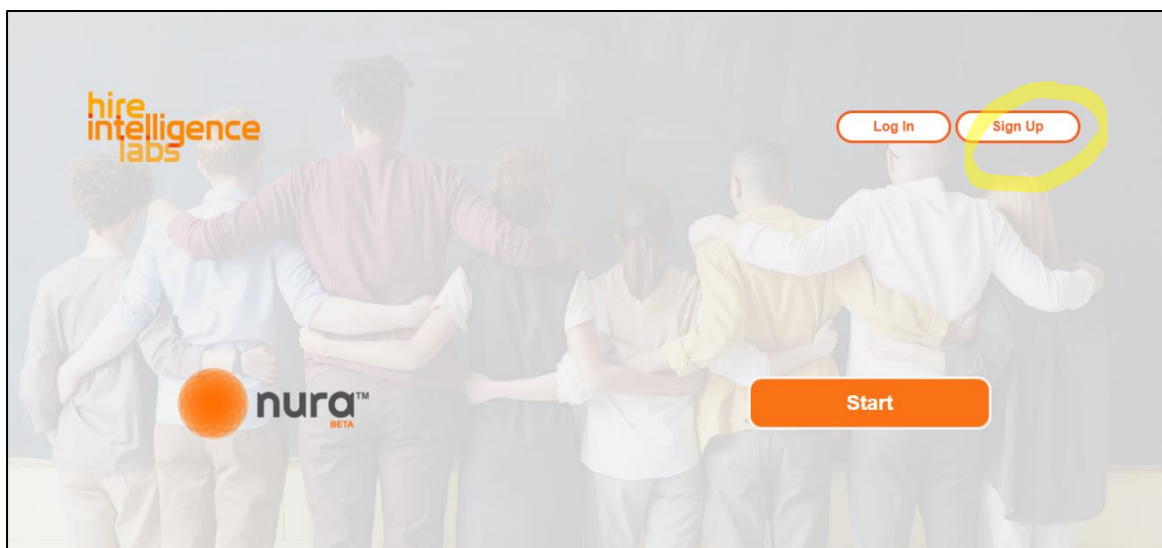 hire
intelligence
labs
Log In
Sign Up
nura™
BETA
Start